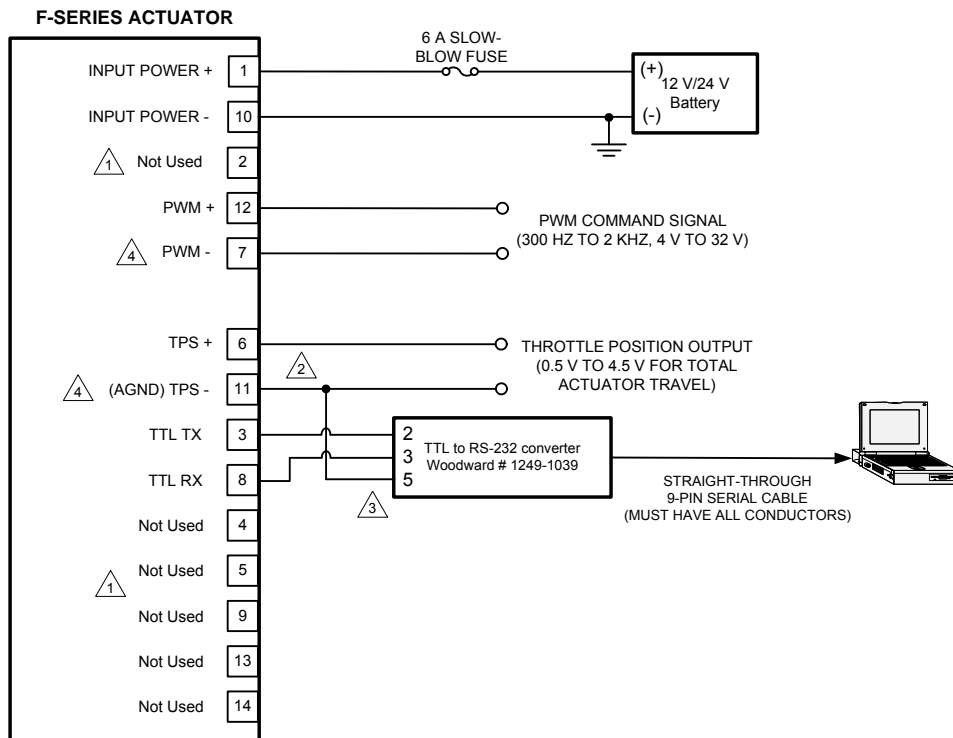 F-SERIES ACTUATOR
6 A SLOW-
BLOW FUSE
INPUT POWER + 1
(+)
12 V/24 V
Battery
(-)
INPUT POWER - 10
1 Not Used 2
PWM + 12
PWM COMMAND SIGNAL
(300 HZ TO 2 KHZ, 4 V TO 32 V)
4 PWM - 7
TPS + 6
2
THROTTLE POSITION OUTPUT
(0.5 V TO 4.5 V FOR TOTAL
ACTUATOR TRAVEL)
4 (AGND) TPS - 11
TTL TX 3
2
3
5
TTL to RS-232 converter
Woodward # 1249-1039
TTL RX 8
3
STRAIGHT-THROUGH
9-PIN SERIAL CABLE
(MUST HAVE ALL CONDUCTORS)
Not Used 4
Not Used 5
1
Not Used 9
Not Used 13
Not Used 14